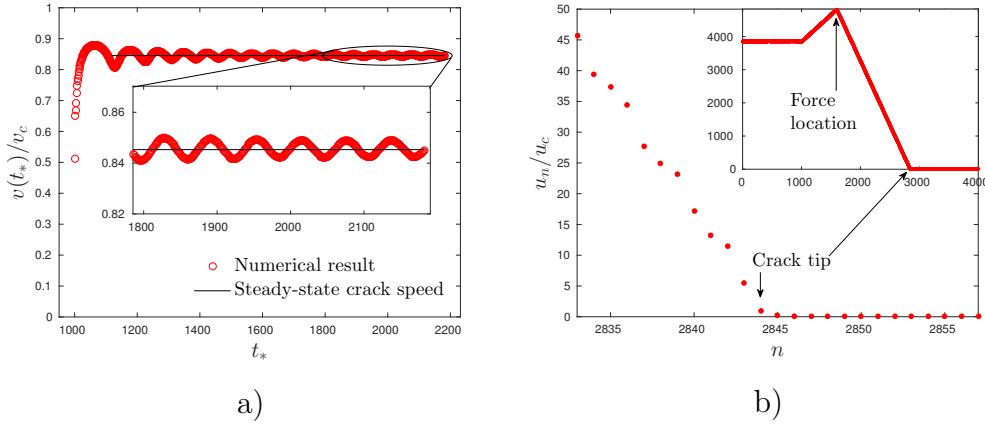 1
0.9
0.8
0.7
0.6
0.5
0.4
0.3
0.2
0.1
0
v(t*)/vc
0.86
0.84
0.82
1800 1900 2000 2100
Numerical result
Steady-state crack speed
1000 1200 1400 1600 1800 2000 2200
t*
a)
50
45
40
35
30
25
20
15
10
5
0
un/uc
4000
3000
2000
1000
0
Force
location
0 1000 2000 3000 4000
Crack tip
2835 2840 2845 2850 2855
n
b)